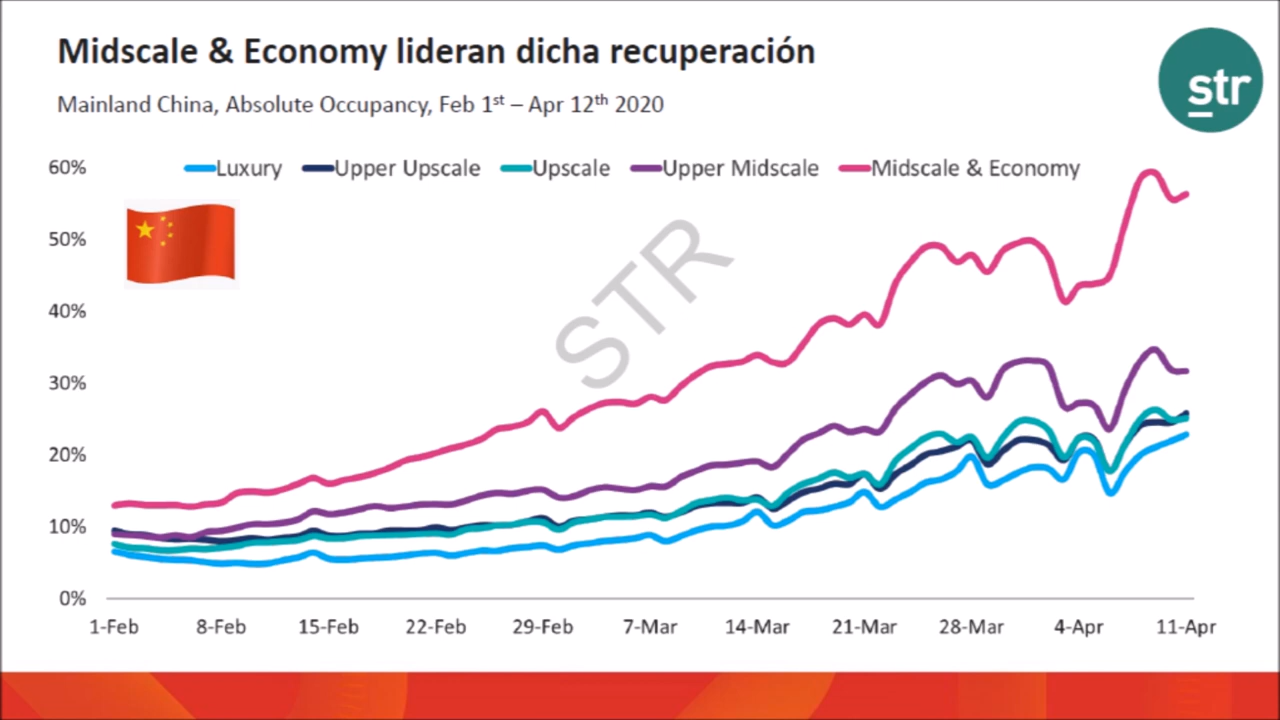 Midscale & Economy lideran dicha recuperación
str
Mainland China, Absolute Occupancy, Feb 1st – Apr 12th 2020
Luxury Upper Upscale Upscale Upper Midscale Midscale & Economy
60%
50%
40%
30%
20%
10%
0%
STR
1-Feb 8-Feb 15-Feb 22-Feb 29-Feb 7-Mar 14-Mar 21-Mar 28-Mar 4-Apr 11-Apr